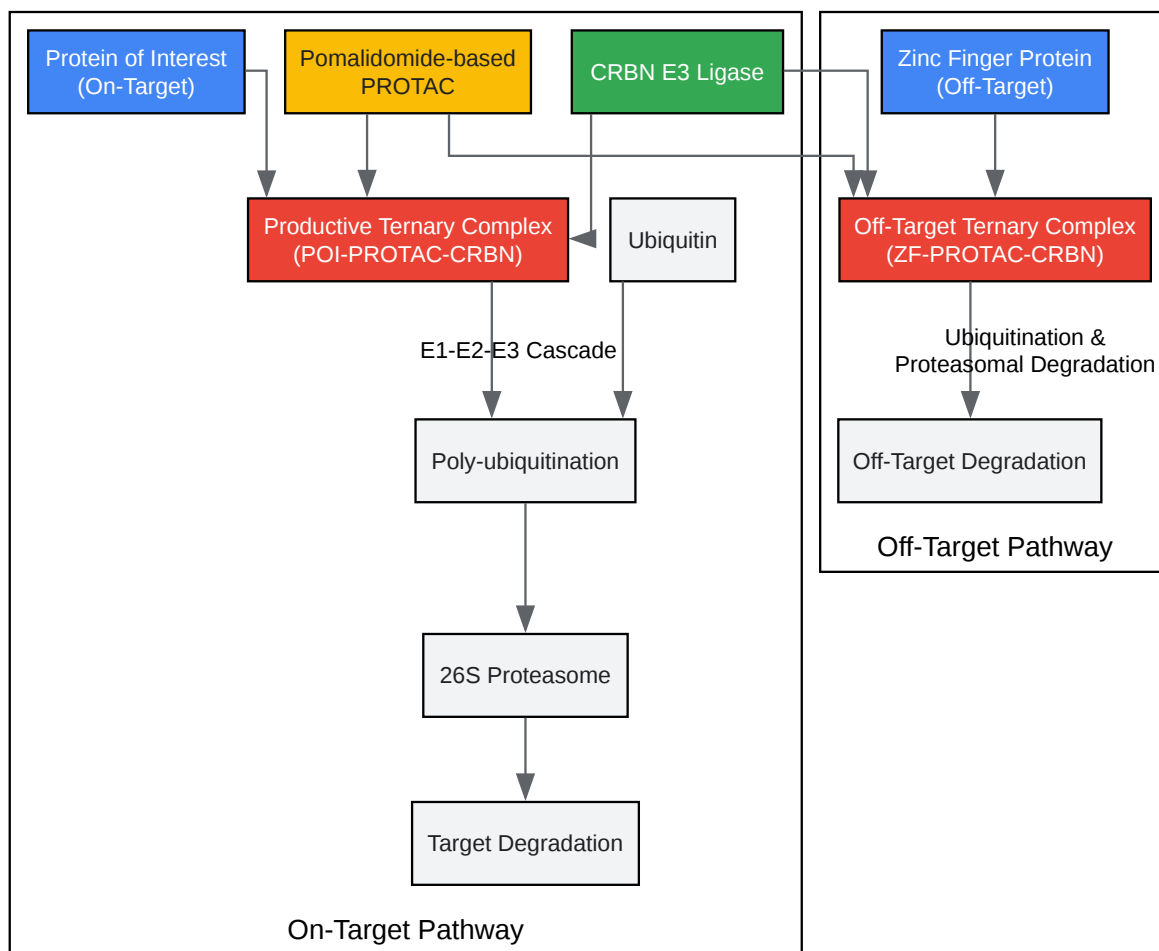 Protein of Interest
(On-Target)
Pomalidomide-based
PROTAC
CRBN E3 Ligase
Zinc Finger Protein
(Off-Target)
Productive Ternary Complex
(POI-PROTAC-CRBN)
Ubiquitin
Off-Target Ternary Complex
(ZF-PROTAC-CRBN)
E1-E2-E3 Cascade
Ubiquitination &
Proteasomal Degradation
Poly-ubiquitination
Off-Target Degradation
Off-Target Pathway
26S Proteasome
Target Degradation
On-Target Pathway